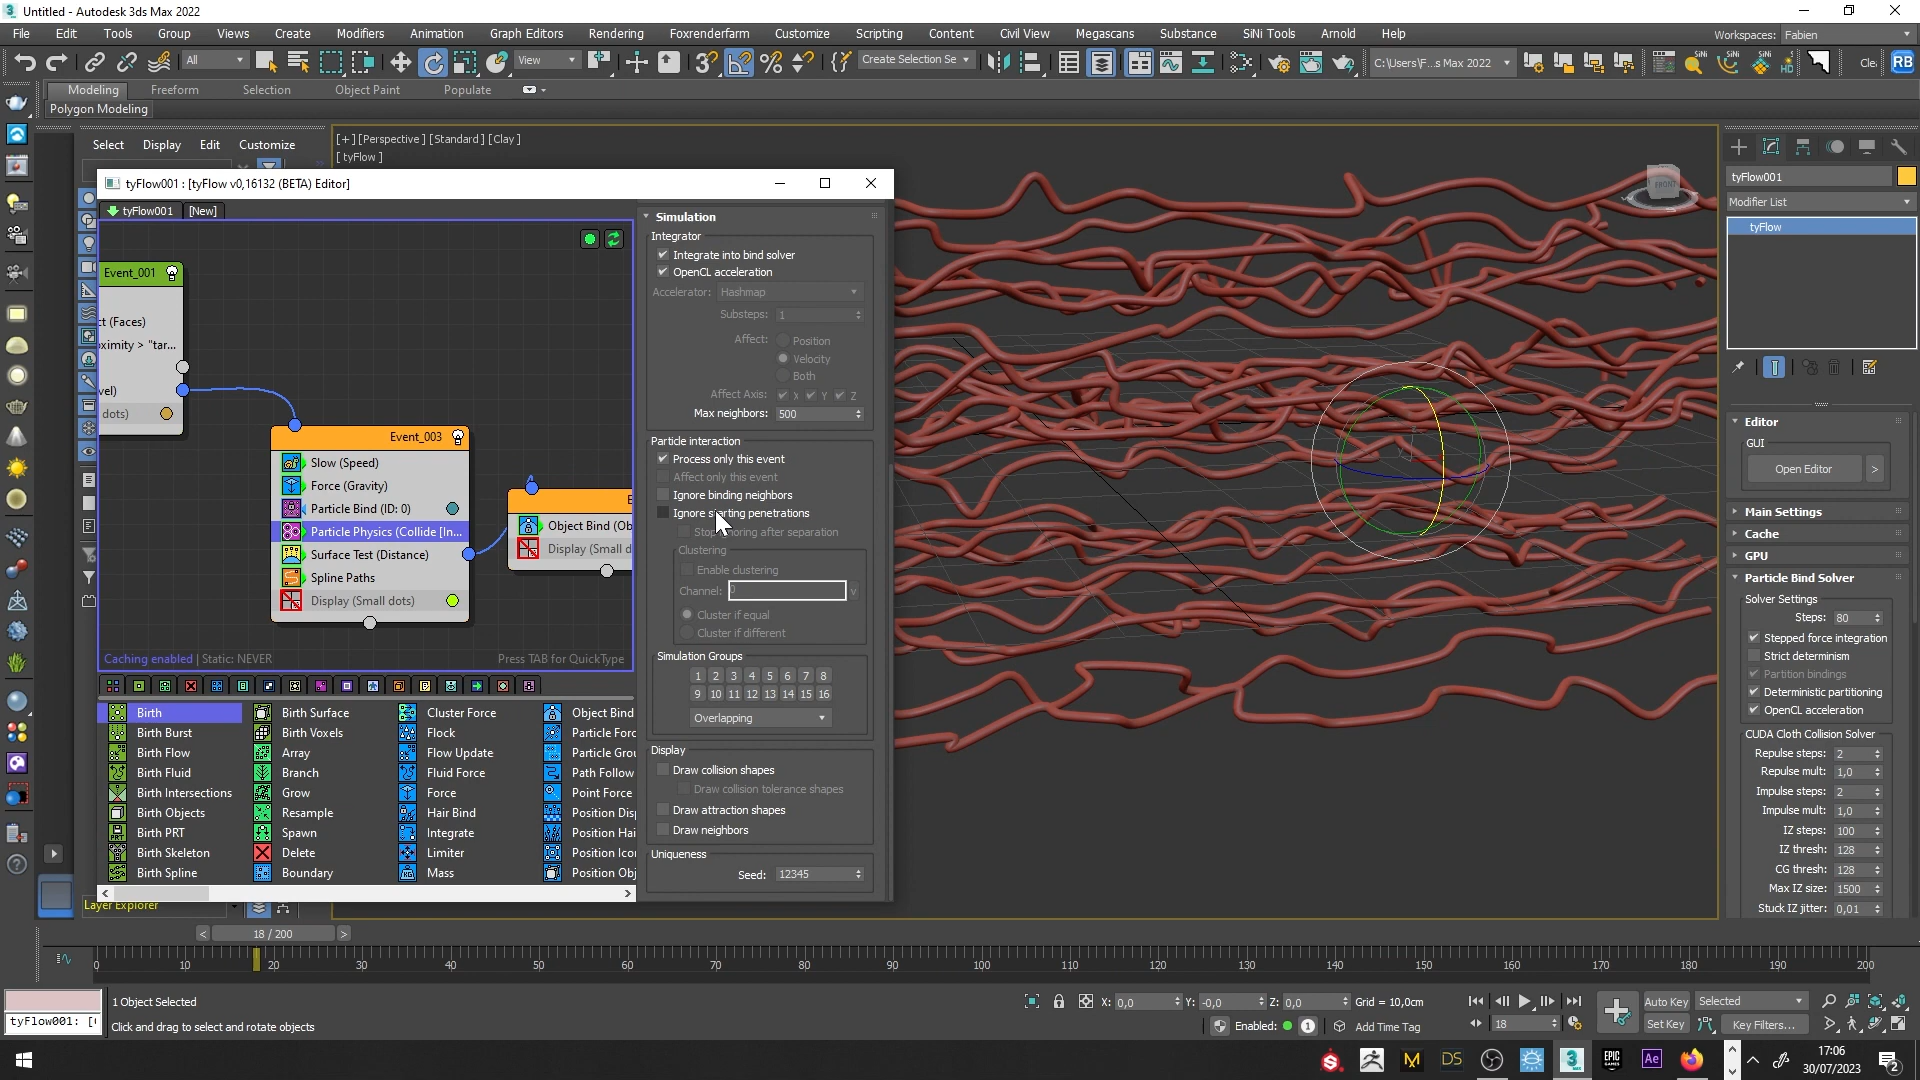 Untitled - Autodesk 3ds Max 2022
File Edit Tools Group Views Create Modifiers Animation Graph Editors Rendering Foxrenderfarm Customize Scripting Content Civil View Megascans Substance SiNi Tools Arnold Help
Workspaces: Fabien
All View Create Selection Se C:\Users\F...s Max 2022 Cle RB
Modeling Freeform Selection Object Paint Populate
Polygon Modeling
Select Display Edit Customize
[+] [Perspective] [Standard] [Clay]
[ tyFlow ]
FRONT
tyFlow001 : [tyFlow v0,16132 (BETA) Editor]
tyFlow001 [New]
Event_001
ct (Faces)
oximity > "tar...
vel)
dots)
Event_003
Slow (Speed)
Force (Gravity)
Particle Bind (ID: 0)
Particle Physics (Collide [In...
Surface Test (Distance)
Spline Paths
Display (Small dots)
E
Object Bind (Ob
Display (Small d
Caching enabled | Static: NEVER
Press TAB for QuickType
Birth Birth Surface Cluster Force Object Bind
Birth Burst Birth Voxels Flock Particle Forc
Birth Flow Array Flow Update Particle Grou
Birth Fluid Branch Fluid Force Path Follow
Birth Intersections Grow Force Point Force
Birth Objects Resample Hair Bind Position Disp
Birth PRT Spawn Integrate Position Hai
Birth Skeleton Delete Limiter Position Ico
Birth Spline Boundary Mass Position Obj
Simulation
Integrator
Integrate into bind solver
OpenCL acceleration
Accelerator: Hashmap
Substeps: 1
Affect: Position
Velocity
Both
Affect Axis: X Y Z
Max neighbors: 500
Particle interaction
Process only this event
Affect only this event
Ignore binding neighbors
Ignore starting penetrations
after separation
Clustering
Enable clustering
Channel: 0
Cluster if equal
Cluster if different
Simulation Groups
1 2 3 4 5 6 7 8
9 10 11 12 13 14 15 16
Overlapping
Display
Draw collision shapes
Draw collision tolerance shapes
Draw attraction shapes
Draw neighbors
Uniqueness
Seed: 12345
tyFlow001
Modifier List
tyFlow
Editor
GUI
Open Editor >
Main Settings
Cache
GPU
Particle Bind Solver
Solver Settings
Steps: 80
Stepped force integration
Strict determinism
Partition bindings
Deterministic partitioning
OpenCL acceleration
CUDA Cloth Collision Solver
Repulse steps: 2
Repulse mult: 1,0
Impulse steps: 2
Impulse mult: 1,0
IZ steps: 100
IZ thresh: 128
CG thresh: 128
Max IZ size: 1500
Stuck IZ jitter: 0,01
Layer Explorer
< 18 / 200 >
0 10 20 30 40 50 60 70 80 90 100 110 120 130 140 150 160 170 180 190 200
1 Object Selected
X: 0,0 Y: -0,0 Z: 0,0 Grid = 10,0cm
Auto Key Selected
tyFlow001: [
Click and drag to select and rotate objects
Enabled: 1 Add Time Tag
18
Set Key Key Filters...
M DS 3 EPIC GAMES Ae
17:06
30/07/2023
2